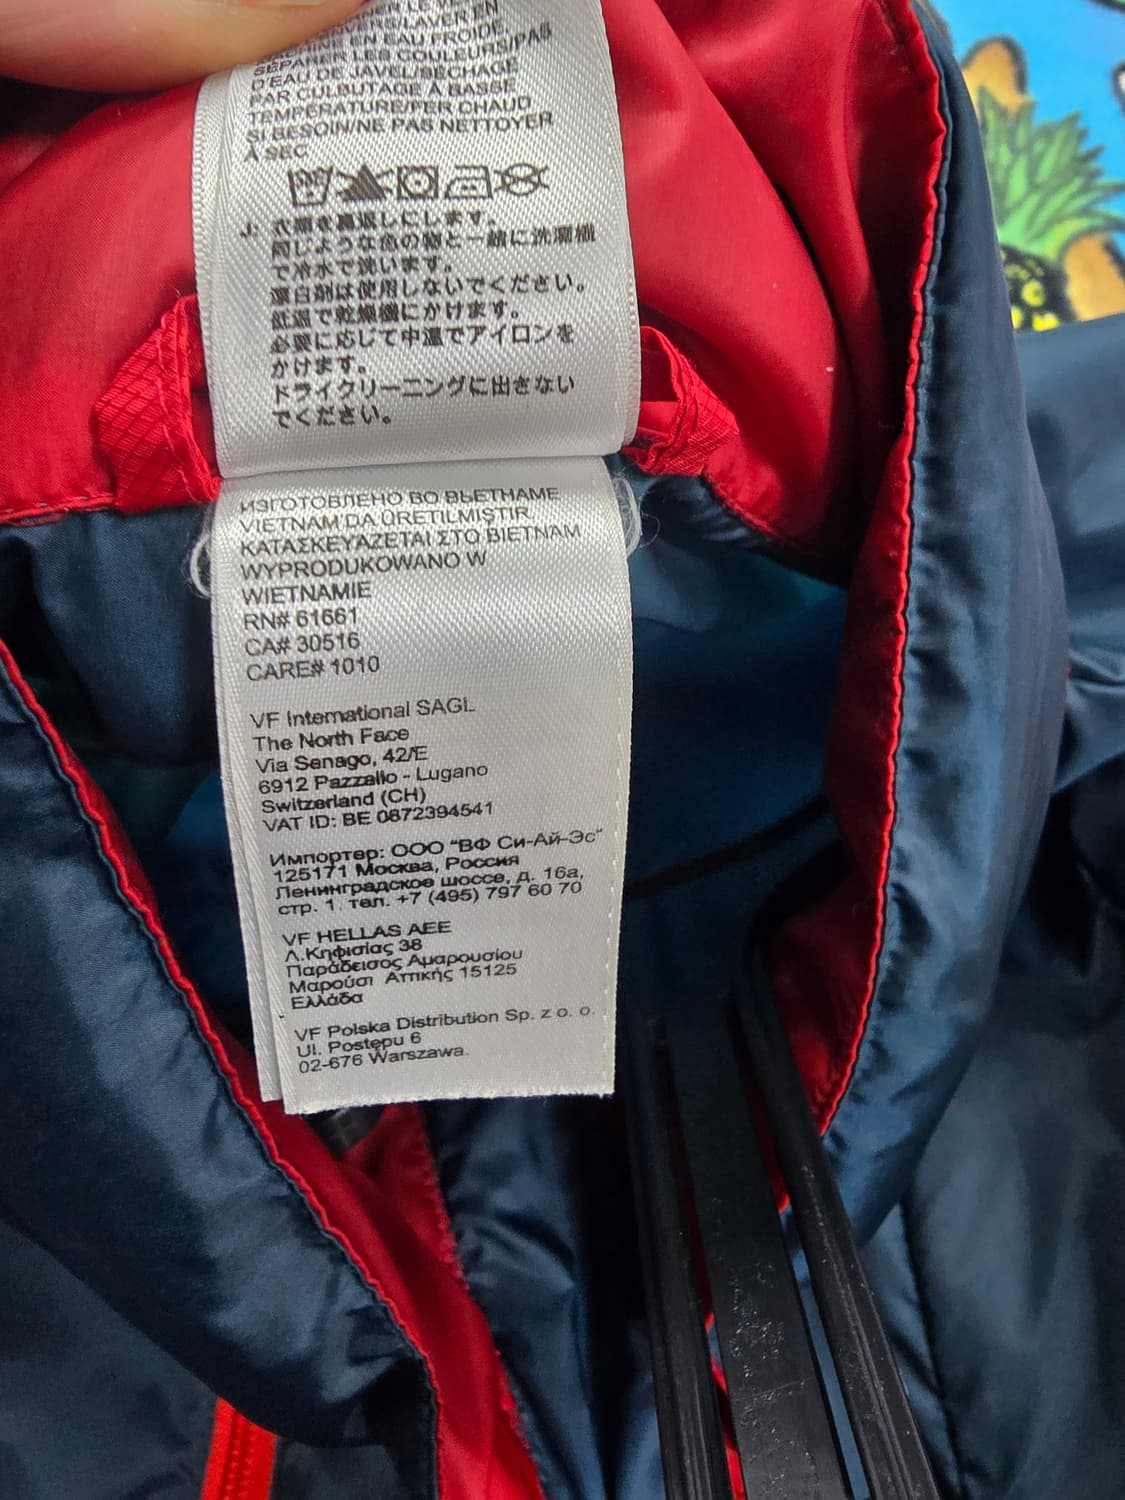 LAVER EN
MACHINE EN EAU FROIDE.
SÉPARER LES COULEURS/PAS
D'EAU DE JAVEL/SÉCHAGE
PAR CULBUTAGE À BASSE
TEMPÉRATURE/FER CHAUD
SI BESOIN/NE PAS NETTOYER
À SEC
J: 衣類を裏返しにします。
同じような色の物と一緒に洗濯機
で冷水で洗います。
漂白剤は使用しないでください。
低温で乾燥機にかけます。
必要に応じて中温でアイロンを
かけます。
ドライクリーニングに出さない
でください。
ИЗГОТОВЛЕНО ВО ВЬЕТНАМЕ
VIETNAM'DA ÜRETILMIŞTIR
ΚΑΤΑΣΚΕΥΑΖΕΤΑΙ ΣΤΟ ΒΙΕΤΝΑΜ
WYPRODUKOWANO W
WIETNAMIE
RN# 61661
CA# 30516
CARE# 1010
VF International SAGL
The North Face
Via Senago, 42/E
6912 Pazzallo - Lugano
Switzerland (CH)
VAT ID: BE 0872394541
Импортер: ООО "ВФ Си-Ай-Эс"
125171 Москва, Россия
Ленинградское шоссе, д. 16а,
стр. 1. тел. +7 (495) 797 60 70
VF HELLAS AEE
Λ.Κηφισίας 38
Παράδεισος Αμαρουσίου
Μαρούσι Αττικής 15125
Ελλάδα
VF Polska Distribution Sp. z o. o.
Ul. Postępu 6
02-676 Warszawa.